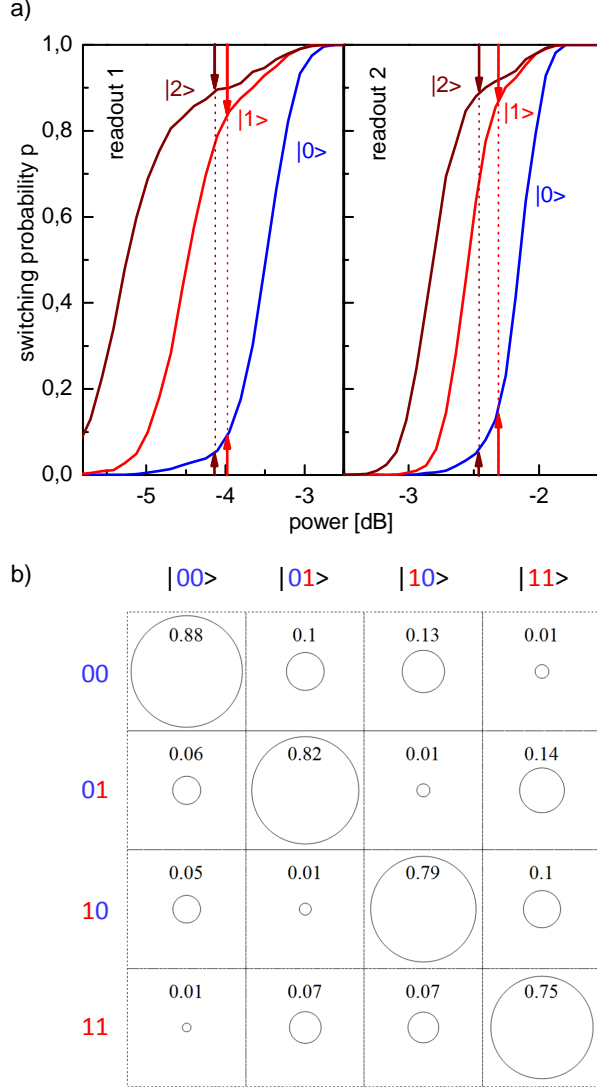 a)
1,0
0,8
0,6
0,4
0,2
0,0
switching probability p
readout 1
|2>
|1>
|0>
readout 2
|2>
|1>
|0>
-5 -4 -3 -3 -2
power [dB]
b)
|00> |01> |10> |11>
00 0.88 0.1 0.13 0.01
01 0.06 0.82 0.01 0.14
10 0.05 0.01 0.79 0.1
11 0.01 0.07 0.07 0.75